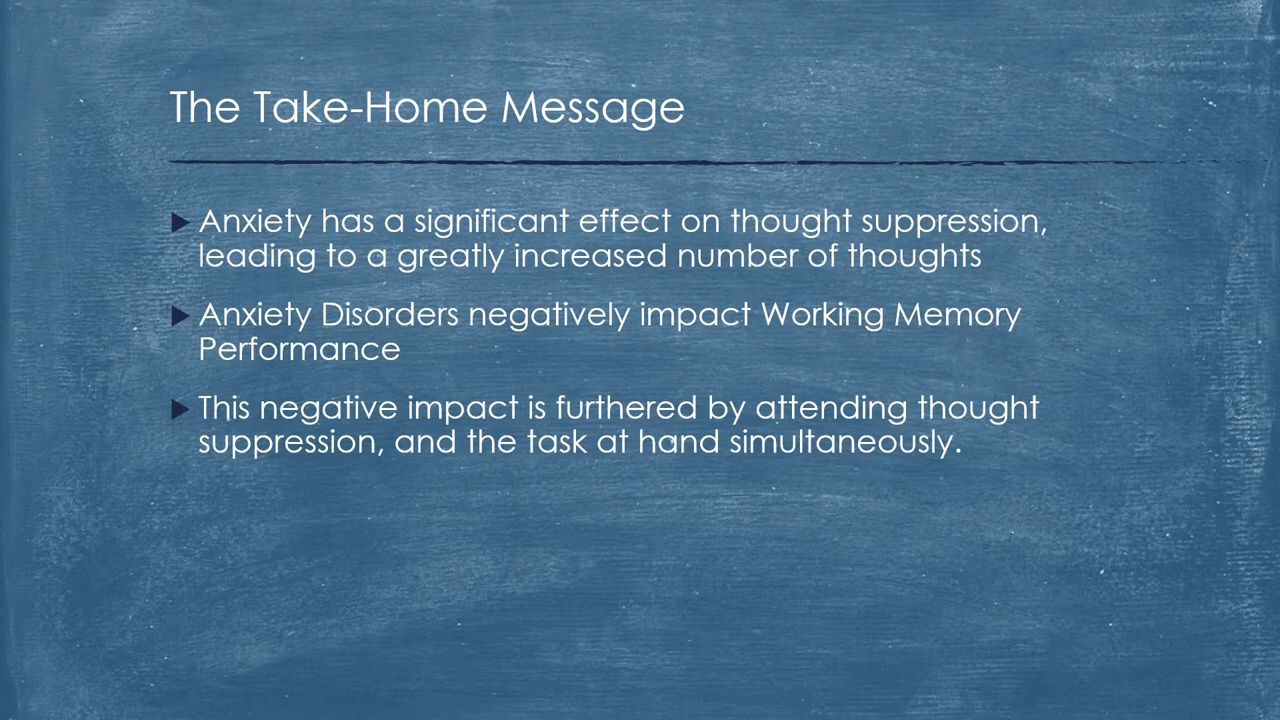 The Take-Home Message
Anxiety has a significant effect on thought suppression,
leading to a greatly increased number of thoughts
Anxiety Disorders negatively impact Working Memory
Performance
This negative impact is furthered by attending thought
suppression, and the task at hand simultaneously.